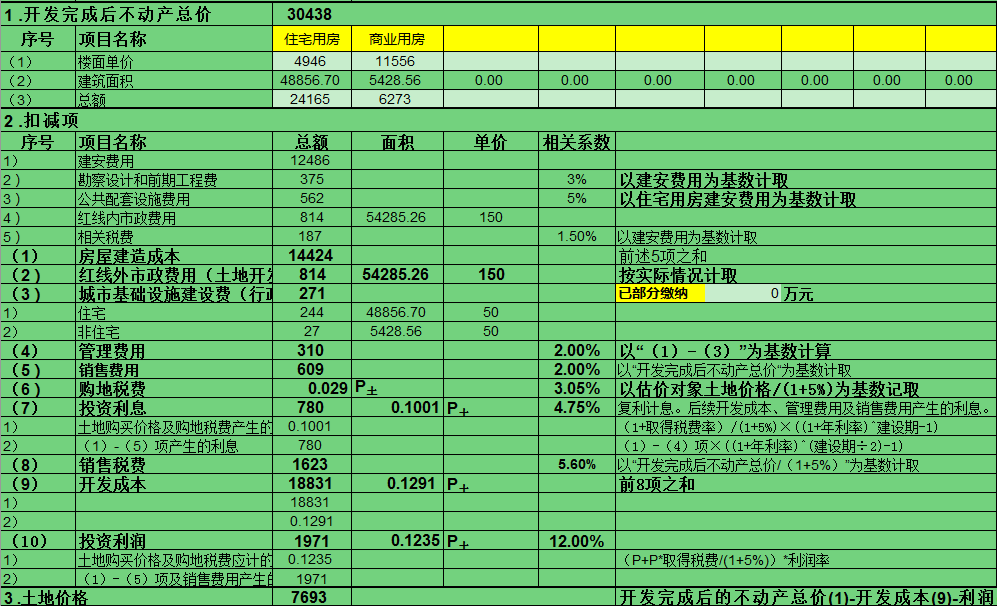 1 .开发完成后不动产总价 30438
序号 项目名称 住宅用房 商业用房
（1） 楼面单价 4946 11556
（2） 建筑面积 48856.70 5428.56 0.00 0.00 0.00 0.00 0.00 0.00
（3） 总额 24165 6273
2 .扣减项
序号 项目名称 总额 面积 单价 相关系数
1） 建安费用 12486
2） 勘察设计和前期工程费 375 3% 以建安费用为基数计取
3） 公共配套设施费用 562 5% 以住宅用房建安费用为基数计取
4） 红线内市政费用 814 54285.26 150
5） 相关税费 187 1.50% 以建安费用为基数计取
（1） 房屋建造成本 14424 前述5项之和
（2） 红线外市政费用（土地开发 814 54285.26 150 按实际情况计取
（3） 城市基础设施建设费（行政 271 已部分缴纳 0 万元
1） 住宅 244 48856.70 50
2） 非住宅 27 5428.56 50
（4） 管理费用 310 2.00% 以“（1）-（3）”为基数计算
（5） 销售费用 609 2.00% 以“开发完成后不动产总价“为基数计取
（6） 购地税费 0.029 P土 3.05% 以估价对象土地价格/(1+5%)为基数记取
（7） 投资利息 780 0.1001 P土 4.75% 复利计息。后续开发成本、管理费用及销售费用产生的利息。
1） 土地购买价格及购地税费产生的 0.1001 （1+取得税费率）/(1+5%)×((1+年利率)^建设期-1)
2） （1）-（5）项产生的利息 780 （1）-（4）项×((1+年利率)^(建设期÷2)-1)
（8） 销售税费 1623 5.60% 以“开发完成后不动产总价/（1+5%）”为基数计取
（9） 开发成本 18831 0.1291 P土 前8项之和
1） 18831
2） 0.1291
（10） 投资利润 1971 0.1235 P土 12.00%
1） 土地购买价格及购地税费应计的 0.1235 （P+P*取得税费/(1+5%)）*利润率
2） （1）-（5）项及销售费用产生的 1971
3 .土地价格 7693 开发完成后的不动产总价(1)-开发成本(9)-利润